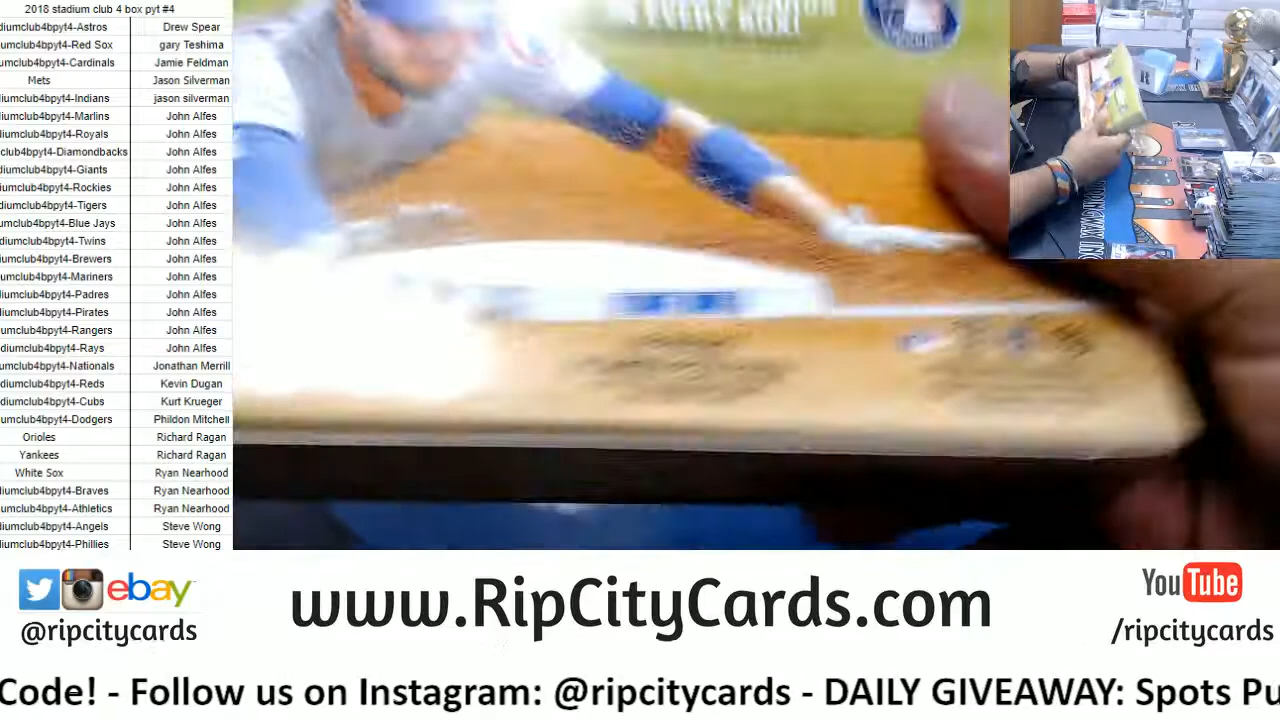 2018 stadium club 4 box pyt #4
diumclub4bpyt4-Astros Drew Spear
umclub4bpyt4-Red Sox gary Teshima
umclub4bpyt4-Cardinals Jamie Feldman
Mets Jason Silverman
diumclub4bpyt4-Indians jason silverman
diumclub4bpyt4-Marlins John Alfes
diumclub4bpyt4-Royals John Alfes
club4bpyt4-Diamondbacks John Alfes
diumclub4bpyt4-Giants John Alfes
iumclub4bpyt4-Rockies John Alfes
diumclub4bpyt4-Tigers John Alfes
umclub4bpyt4-Blue Jays John Alfes
diumclub4bpyt4-Twins John Alfes
umclub4bpyt4-Brewers John Alfes
umclub4bpyt4-Mariners John Alfes
diumclub4bpyt4-Padres John Alfes
diumclub4bpyt4-Pirates John Alfes
iumclub4bpyt4-Rangers John Alfes
diumclub4bpyt4-Rays John Alfes
umclub4bpyt4-Nationals Jonathan Merrill
diumclub4bpyt4-Reds Kevin Dugan
diumclub4bpyt4-Cubs Kurt Krueger
umclub4bpyt4-Dodgers Phildon Mitchell
Orioles Richard Ragan
Yankees Richard Ragan
White Sox Ryan Nearhood
diumclub4bpyt4-Braves Ryan Nearhood
umclub4bpyt4-Athletics Ryan Nearhood
diumclub4bpyt4-Angels Steve Wong
diumclub4bpyt4-Phillies Steve Wong
ebay
@ripcitycards
www.RipCityCards.com
YouTube
/ripcitycards
Code! - Follow us on Instagram: @ripcitycards - DAILY GIVEAWAY: Spots Pu